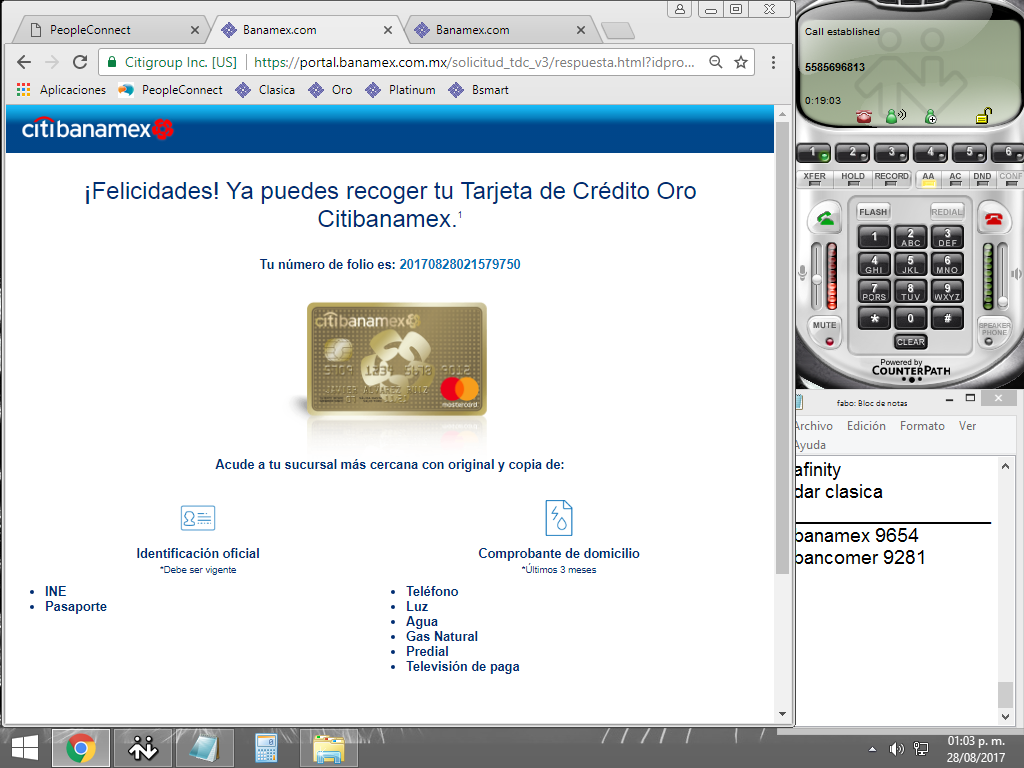 PeopleConnect
Banamex.com
Banamex.com
Citigroup Inc. [US]
https://portal.banamex.com.mx/solicitud_tdc_v3/respuesta.html?idpro...
Aplicaciones
PeopleConnect
Clasica
Oro
Platinum
Bsmart
citibanamex
¡Felicidades! Ya puedes recoger tu Tarjeta de Crédito Oro
Citibanamex.1
Tu número de folio es: 20170828021579750
citibanamex
5709 1234 5678 9012
JAVIER ALVAREZ RUIZ
mastercard
Acude a tu sucursal más cercana con original y copia de:
Identificación oficial
*Debe ser vigente
INE
Pasaporte
Comprobante de domicilio
*Últimos 3 meses
Teléfono
Luz
Agua
Gas Natural
Predial
Televisión de paga
Call established
5585696813
0:19:03
1 2 3 4 5 6
XFER HOLD RECORD AA AC DND CONF
FLASH REDIAL
1 2 ABC 3 DEF
4 GHI 5 JKL 6 MNO
7 PQRS 8 TUV 9 WXYZ
* 0 #
MUTE
CLEAR
SPEAKER
PHONE
Powered by
COUNTERPATH
fabo: Bloc de notas
Archivo Edición Formato Ver
Ayuda
afinity
dar clasica
banamex 9654
bancomer 9281
01:03 p. m.
28/08/2017